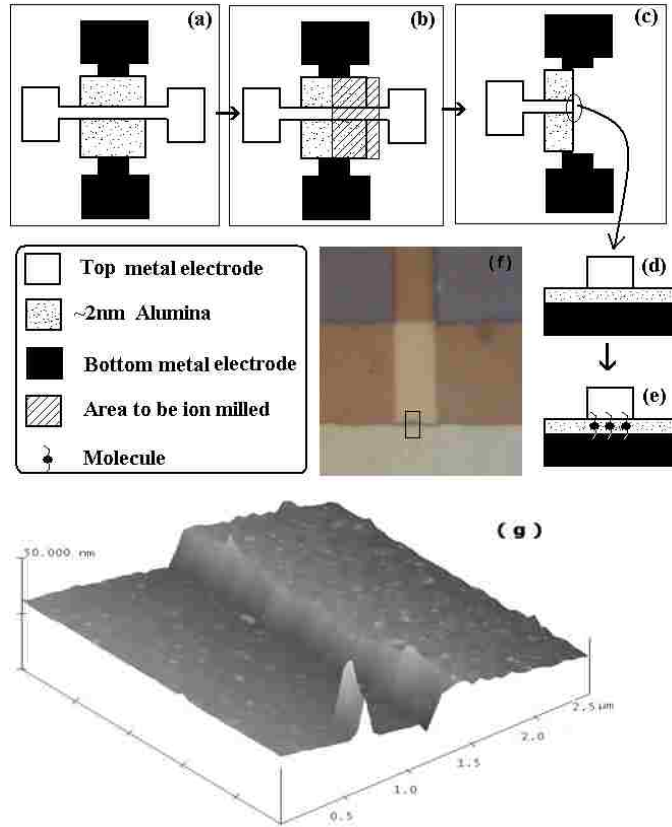 (a)
(b)
(c)
Top metal electrode
~2nm Alumina
Bottom metal electrode
Area to be ion milled
Molecule
(f)
(d)
(e)
(g)
50.000 nm
0.5
1.0
1.5
2.0
2.5 µm